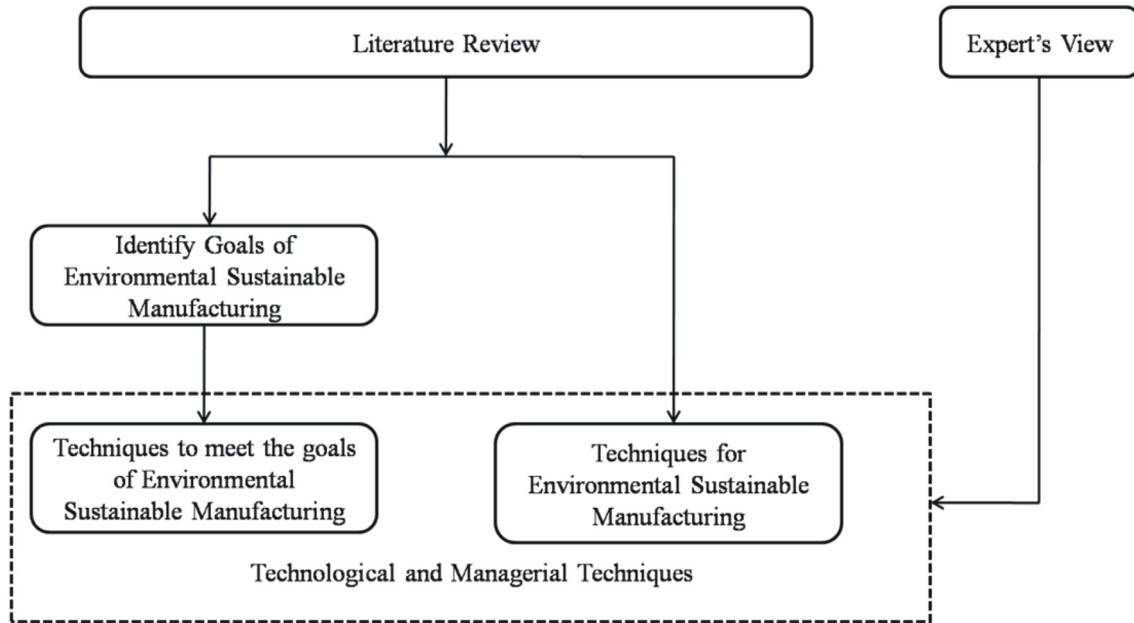 Literature Review
Expert's View
Identify Goals of
Environmental Sustainable
Manufacturing
Techniques to meet the goals
of Environmental
Sustainable Manufacturing
Techniques for
Environmental Sustainable
Manufacturing
Technological and Managerial Techniques